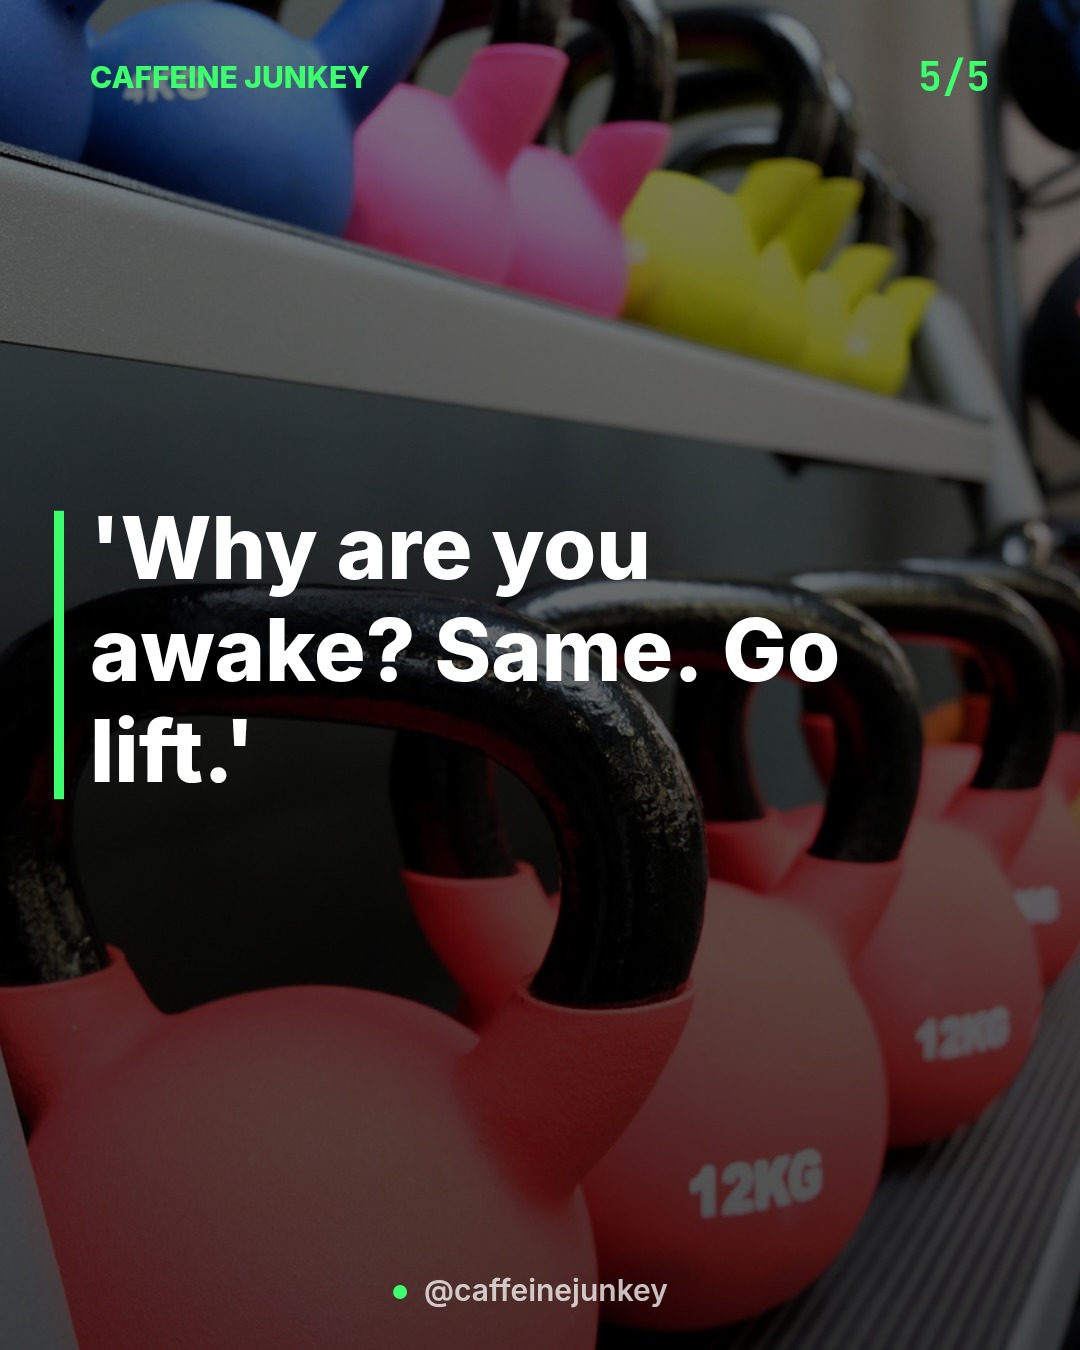 CAFFEINE JUNKEY
5/5
'Why are you
awake? Same. Go
lift.'
12KG
12KG
@caffeinejunkey